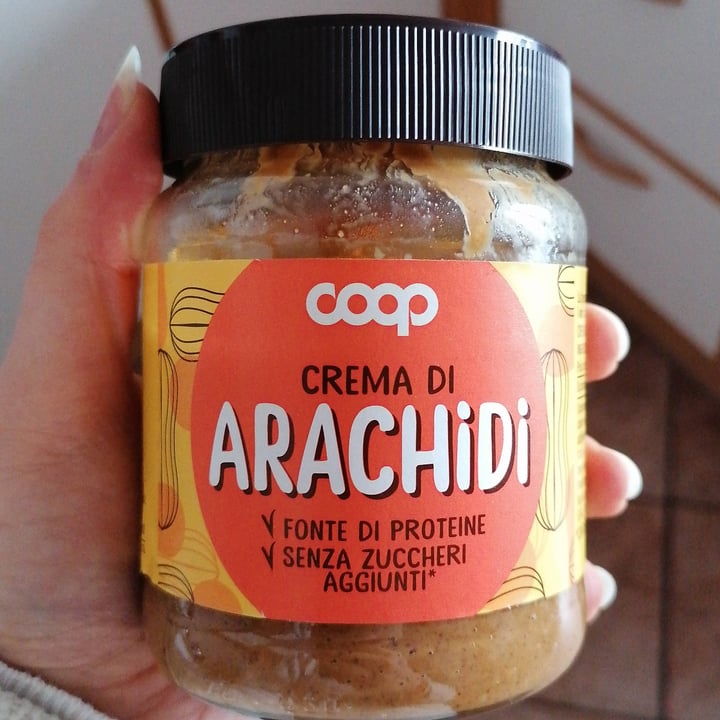 coop
CREMA DI
ARACHiDi
√ FONTE DI PROTEINE
√ SENZA ZUCCHERI
AGGIUNTI*